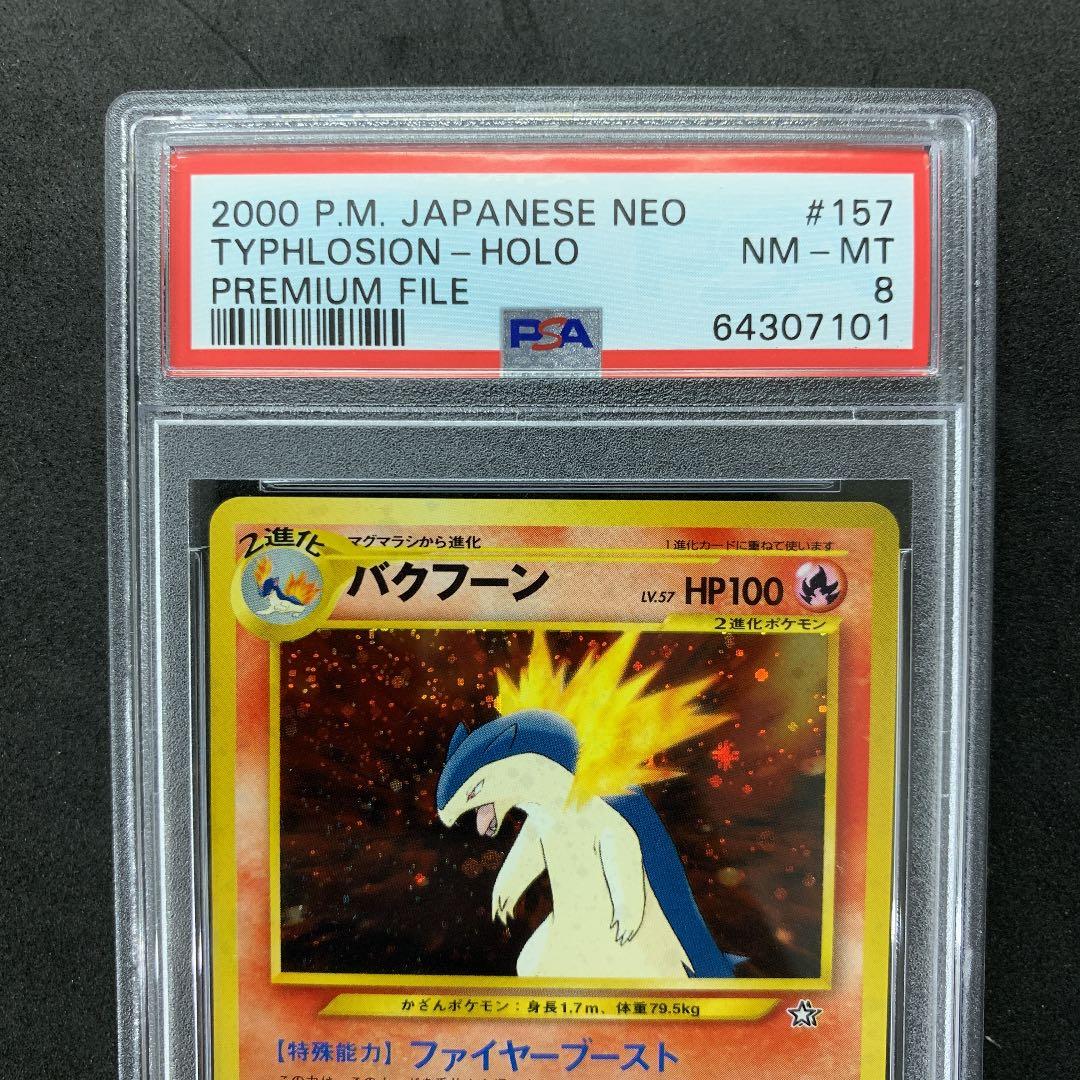 2000 P.M. JAPANESE NEO #157
TYPHLOSION - HOLO NM - MT
PREMIUM FILE 8
PSA 64307101
2進化 マグマラシから進化 1進化カードに重ねて使います
バクフーン LV.57 HP100
2進化ポケモン
かざんポケモン：身長1.7m、体重79.5kg
【特殊能力】ファイヤーブースト